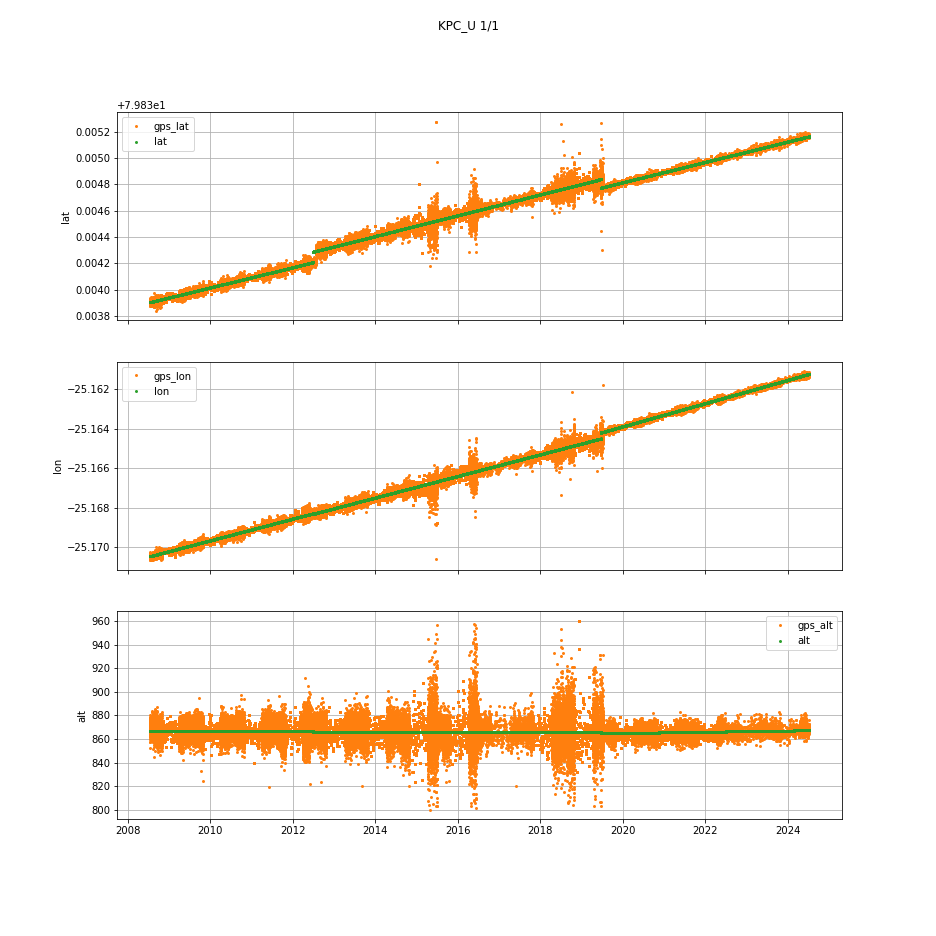 KPC_U 1/1
+7.983e1
0.0052
0.0050
0.0048
0.0046
0.0044
0.0042
0.0040
0.0038
lat
gps_lat
lat
−25.162
−25.164
−25.166
−25.168
−25.170
lon
gps_lon
lon
960
940
920
900
880
860
840
820
800
alt
gps_alt
alt
2008 2010 2012 2014 2016 2018 2020 2022 2024